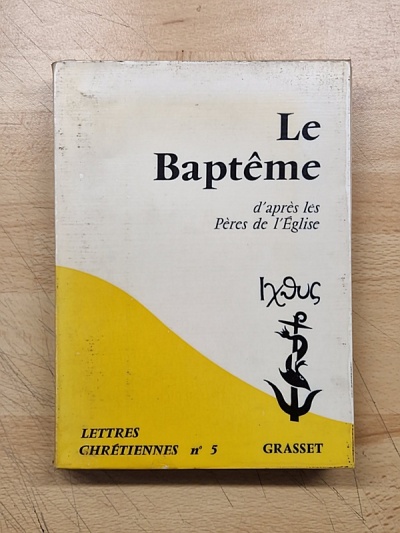 Le
Baptême
d'après les
Pères de l'Église
Ιχθυς
LETTRES
CHRÉTIENNES n° 5
GRASSET